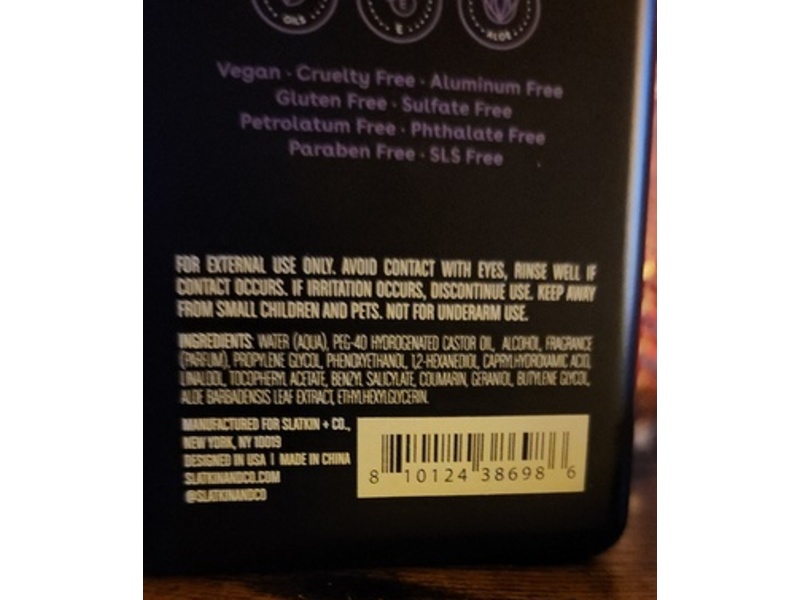 OILS E ALOE
Vegan · Cruelty Free · Aluminum Free
Gluten Free · Sulfate Free
Petrolatum Free · Phthalate Free
Paraben Free · SLS Free
FOR EXTERNAL USE ONLY. AVOID CONTACT WITH EYES, RINSE WELL IF
CONTACT OCCURS. IF IRRITATION OCCURS, DISCONTINUE USE. KEEP AWAY
FROM SMALL CHILDREN AND PETS. NOT FOR UNDERARM USE.
INGREDIENTS: WATER (AQUA), PEG-40 HYDROGENATED CASTOR OIL, ALCOHOL, FRAGRANCE
(PARFUM), PROPYLENE GLYCOL, PHENOXYETHANOL, 1,2-HEXANEDIOL, CAPRYLHYDROXAMIC ACID,
LINALOOL, TOCOPHERYL ACETATE, BENZYL SALICYLATE, COUMARIN, GERANIOL, BUTYLENE GLYCOL,
ALOE BARBADENSIS LEAF EXTRACT, ETHYLHEXYLGLYCERIN.
MANUFACTURED FOR SLATKIN + CO.,
NEW YORK, NY 10019
DESIGNED IN USA | MADE IN CHINA
SLATKINANDCO.COM
@SLATKINANDCO
8 10124 38698 6